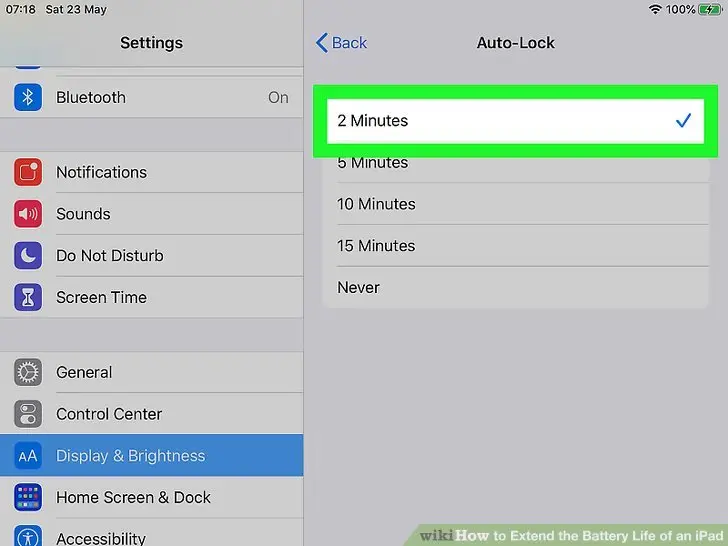 07:18 Sat 23 May
100%
Settings
Back
Auto-Lock
Bluetooth
On
Notifications
Sounds
Do Not Disturb
Screen Time
General
Control Center
AA
Display & Brightness
Home Screen & Dock
Accessibility
2 Minutes
5 Minutes
10 Minutes
15 Minutes
Never
wikiHow to Extend the Battery Life of an iPad